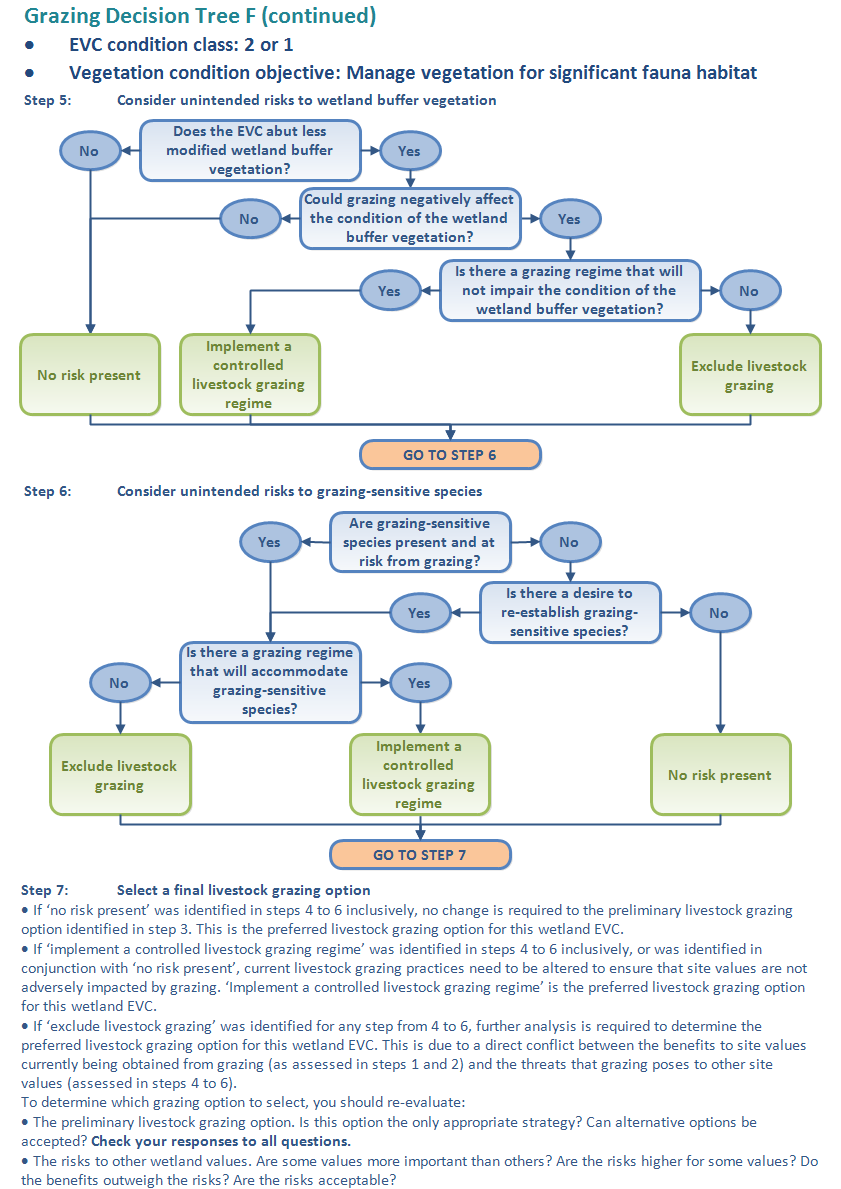 Grazing Decision Tree F (continued)
• EVC condition class: 2 or 1
• Vegetation condition objective: Manage vegetation for significant fauna habitat
Step 5: Consider unintended risks to wetland buffer vegetation
Does the EVC abut less
modified wetland buffer
vegetation?
No
Yes
Could grazing negatively affect
the condition of the wetland
buffer vegetation?
No
Yes
Is there a grazing regime that will
not impair the condition of the
wetland buffer vegetation?
Yes
No
No risk present
Implement a
controlled
livestock grazing
regime
Exclude livestock
grazing
GO TO STEP 6
Step 6: Consider unintended risks to grazing-sensitive species
Are grazing-sensitive
species present and at
risk from grazing?
Yes
No
Is there a desire to
re-establish grazing-
sensitive species?
Yes
No
Is there a grazing regime
that will accommodate
grazing-sensitive
species?
No
Yes
Exclude livestock
grazing
Implement a
controlled
livestock grazing
regime
No risk present
GO TO STEP 7
Step 7: Select a final livestock grazing option
• If ‘no risk present’ was identified in steps 4 to 6 inclusively, no change is required to the preliminary livestock grazing
option identified in step 3. This is the preferred livestock grazing option for this wetland EVC.
• If ‘implement a controlled livestock grazing regime’ was identified in steps 4 to 6 inclusively, or was identified in
conjunction with ‘no risk present’, current livestock grazing practices need to be altered to ensure that site values are not
adversely impacted by grazing. ‘Implement a controlled livestock grazing regime’ is the preferred livestock grazing option
for this wetland EVC.
• If ‘exclude livestock grazing’ was identified for any step from 4 to 6, further analysis is required to determine the
preferred livestock grazing option for this wetland EVC. This is due to a direct conflict between the benefits to site values
currently being obtained from grazing (as assessed in steps 1 and 2) and the threats that grazing poses to other site
values (assessed in steps 4 to 6).
To determine which grazing option to select, you should re-evaluate:
• The preliminary livestock grazing option. Is this option the only appropriate strategy? Can alternative options be
accepted? Check your responses to all questions.
• The risks to other wetland values. Are some values more important than others? Are the risks higher for some values? Do
the benefits outweigh the risks? Are the risks acceptable?